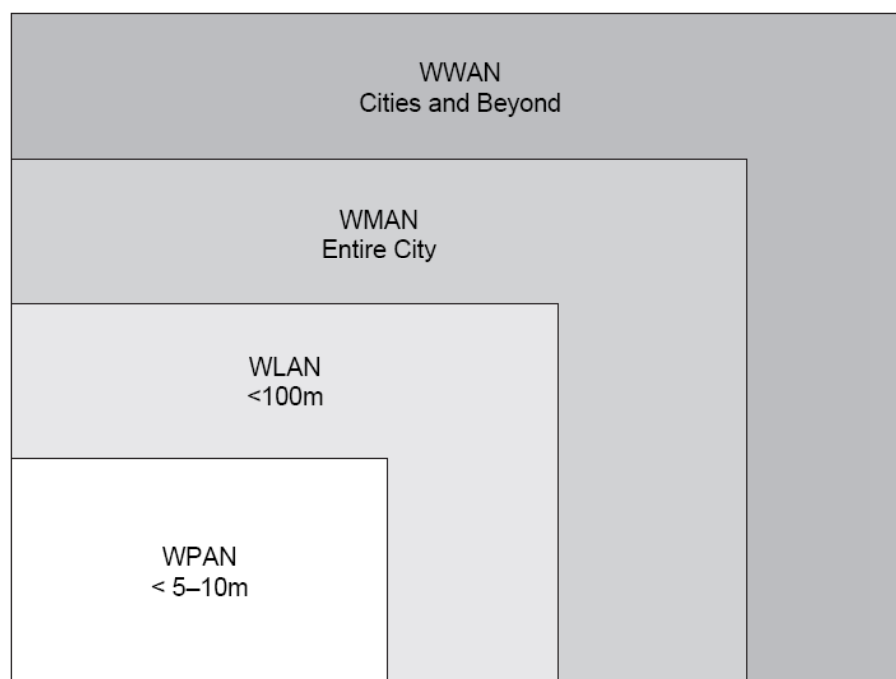 WWAN
Cities and Beyond
WMAN
Entire City
WLAN
<100m
WPAN
< 5–10m